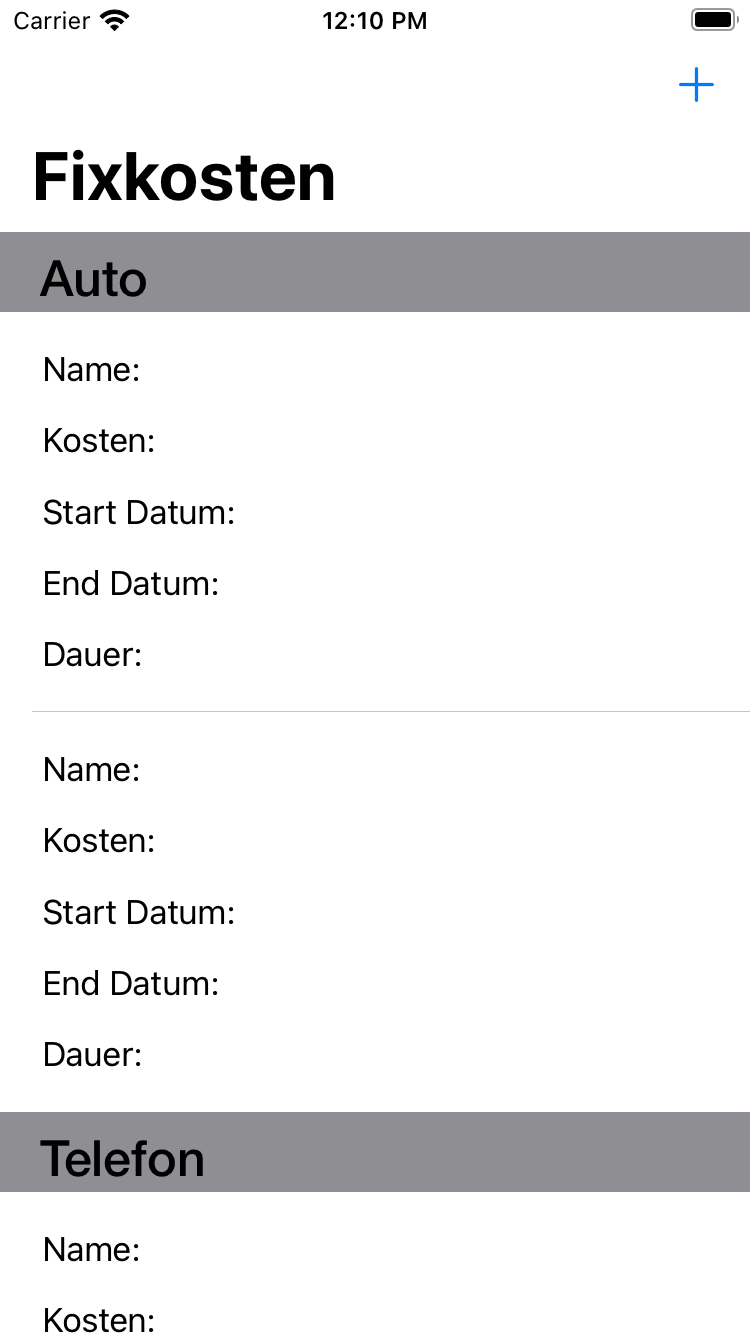 Carrier 12:10 PM
Fixkosten
Auto
Name:
Kosten:
Start Datum:
End Datum:
Dauer:
Name:
Kosten:
Start Datum:
End Datum:
Dauer:
Telefon
Name:
Kosten: